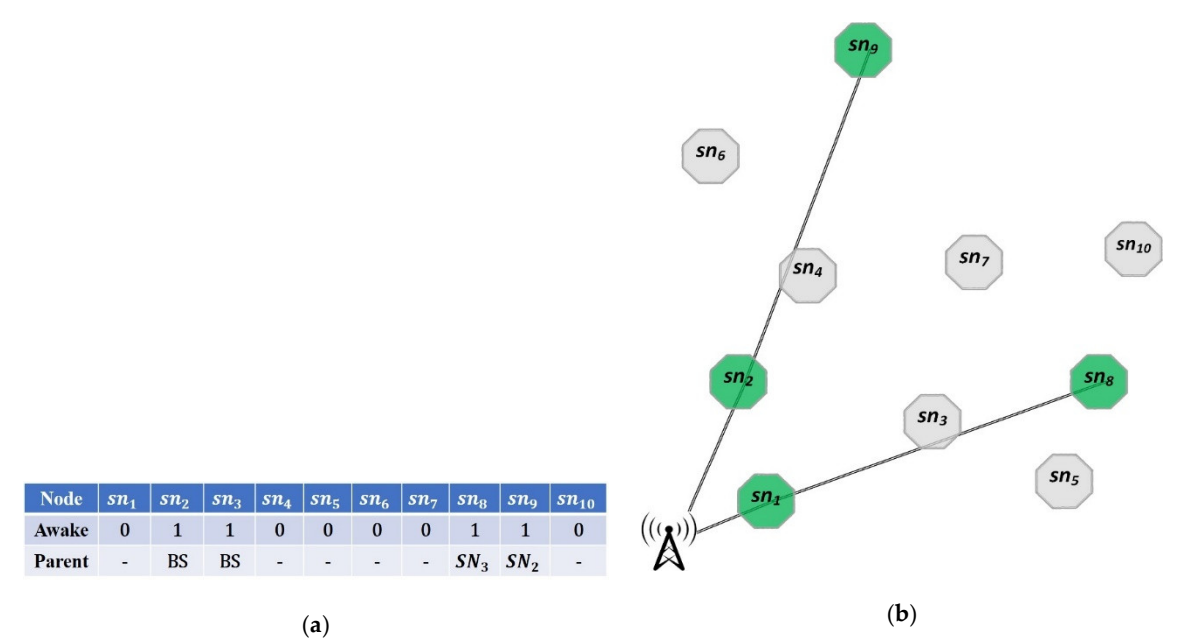 sn9
sn6
sn4
sn7
sn10
sn2
sn8
sn3
sn5
sn1
Node sn1 sn2 sn3 sn4 sn5 sn6 sn7 sn8 sn9 sn10
Awake 0 1 1 0 0 0 0 1 1 0
Parent - BS BS - - - - SN3 SN2 -
(a)
(b)